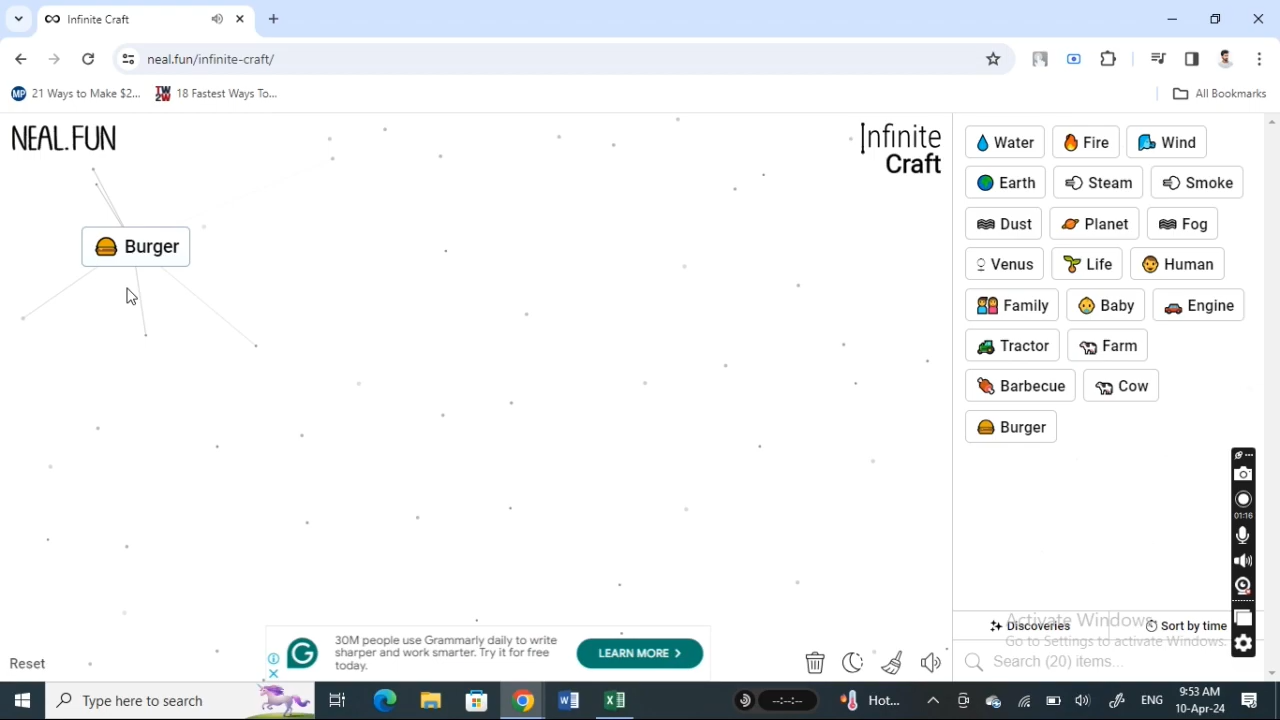 Infinite Craft
neal.fun/infinite-craft/
21 Ways to Make $2...
18 Fastest Ways To...
All Bookmarks
NEAL.FUN
Infinite
Craft
Burger
Water
Fire
Wind
Earth
Steam
Smoke
Dust
Planet
Fog
Venus
Life
Human
Family
Baby
Engine
Tractor
Farm
Barbecue
Cow
Burger
01:16
Activate Windows
Go to Settings to activate Windows.
Discoveries
Sort by time
Search (20) items...
Reset
30M people use Grammarly daily to write
sharper and work smarter. Try it for free
today.
LEARN MORE >
Type here to search
--:--:--
Hot...
ENG
9:53 AM
10-Apr-24